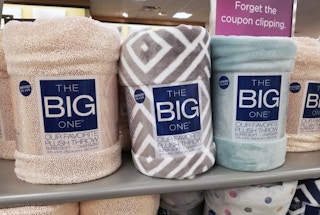 Forget the
coupon clipping.
THE
BIG
ONE
OUR FAVORITE
PLUSH THROW
THE
BIG
ONE
OUR FAVORITE
PLUSH THROW
THE
BIG
ONE
OUR FAVORITE
PLUSH THROW